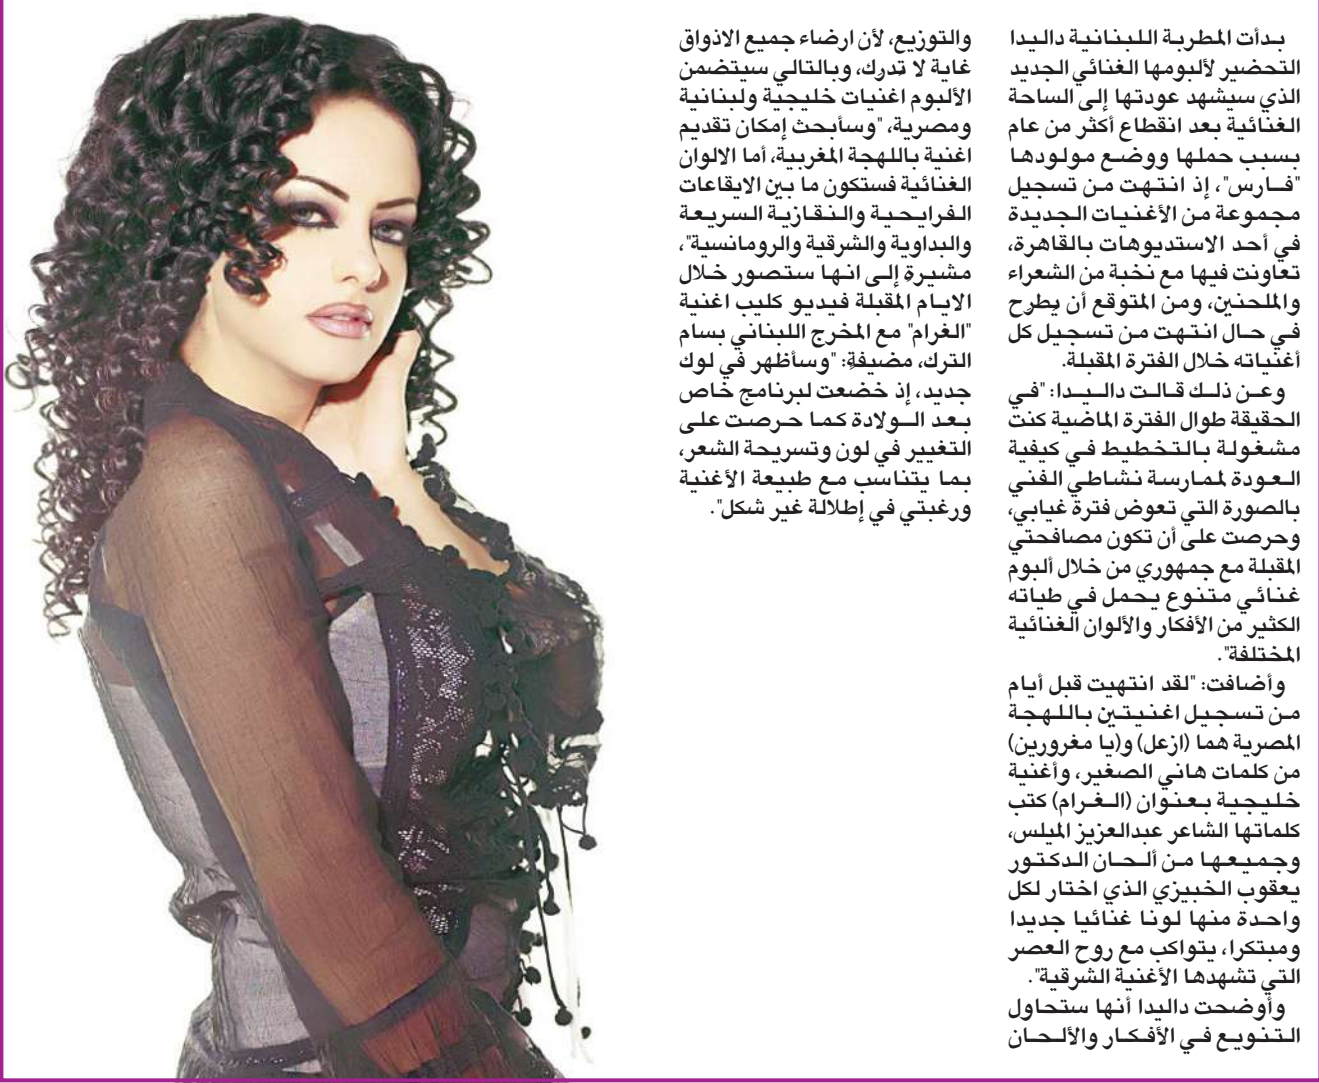 بدأت المطربة اللبنانية داليدا
التحضير لألبومها الغنائي الجديد
الذي سيشهد عودتها إلى الساحة
الغنائية بعد انقطاع أكثر من عام
بسبب حملها ووضع مولودها
"فارس"، إذ انتهت من تسجيل
مجموعة من الأغنيات الجديدة
في أحد الاستديوهات بالقاهرة،
تعاونت فيها مع نخبة من الشعراء
والملحنين، ومن المتوقع أن يطرح
في حال انتهت من تسجيل كل
أغنياته خلال الفترة المقبلة.
وعن ذلك قالت داليدا: "في
الحقيقة طوال الفترة الماضية كنت
مشغولة بالتخطيط في كيفية
العودة لممارسة نشاطي الفني
بالصورة التي تعوض فترة غيابي،
وحرصت على أن تكون مصافحتي
المقبلة مع جمهوري من خلال ألبوم
غنائي متنوع يحمل في طياته
الكثير من الأفكار والألوان الغنائية
المختلفة".
وأضافت: "لقد انتهيت قبل أيام
من تسجيل اغنيتين باللهجة
المصرية هما (ازعل) و(يا مغرورين)
من كلمات هاني الصغير، وأغنية
خليجية بعنوان (الغرام) كتب
كلماتها الشاعر عبدالعزيز الميلس،
وجميعها من ألحان الدكتور
يعقوب الخبيزي الذي اختار لكل
واحدة منها لونا غنائيا جديدا
ومبتكرا، يتواكب مع روح العصر
التي تشهدها الأغنية الشرقية".
وأوضحت داليدا أنها ستحاول
التنويع في الأفكار والألحان
والتوزيع، لأن ارضاء جميع الاذواق
غاية لا تدرك، وبالتالي سيتضمن
الألبوم اغنيات خليجية ولبنانية
ومصرية، "وسأبحث إمكان تقديم
اغنية باللهجة المغربية، أما الالوان
الغنائية فستكون ما بين الايقاعات
الفرايحية والنقازية السريعة
والبداوية والشرقية والرومانسية"،
مشيرة إلى انها ستصور خلال
الايام المقبلة فيديو كليب اغنية
"الغرام" مع المخرج اللبناني بسام
الترك، مضيفة: "وسأظهر في لوك
جديد، إذ خضعت لبرنامج خاص
بعد الولادة كما حرصت على
التغيير في لون وتسريحة الشعر،
بما يتناسب مع طبيعة الأغنية
ورغبتي في إطلالة غير شكل".